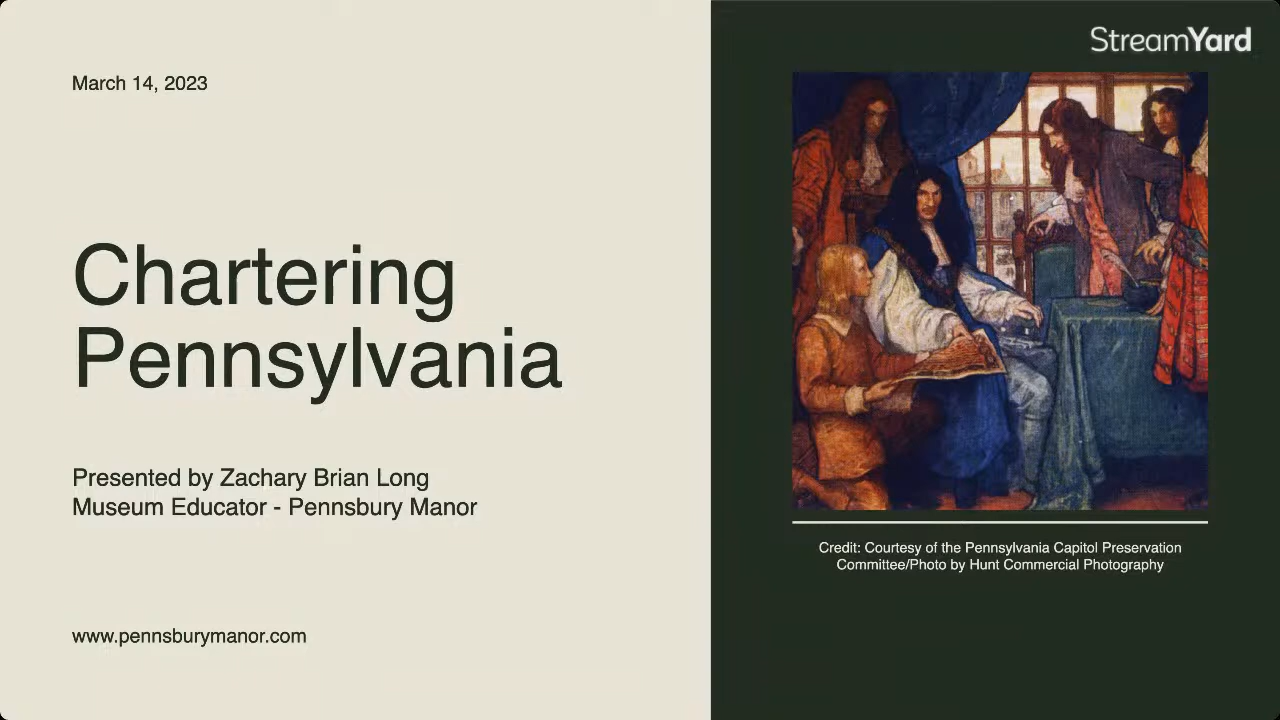 March 14, 2023
Chartering
Pennsylvania
Presented by Zachary Brian Long
Museum Educator - Pennsbury Manor
www.pennsburymanor.com
StreamYard
Credit: Courtesy of the Pennsylvania Capitol Preservation
Committee/Photo by Hunt Commercial Photography